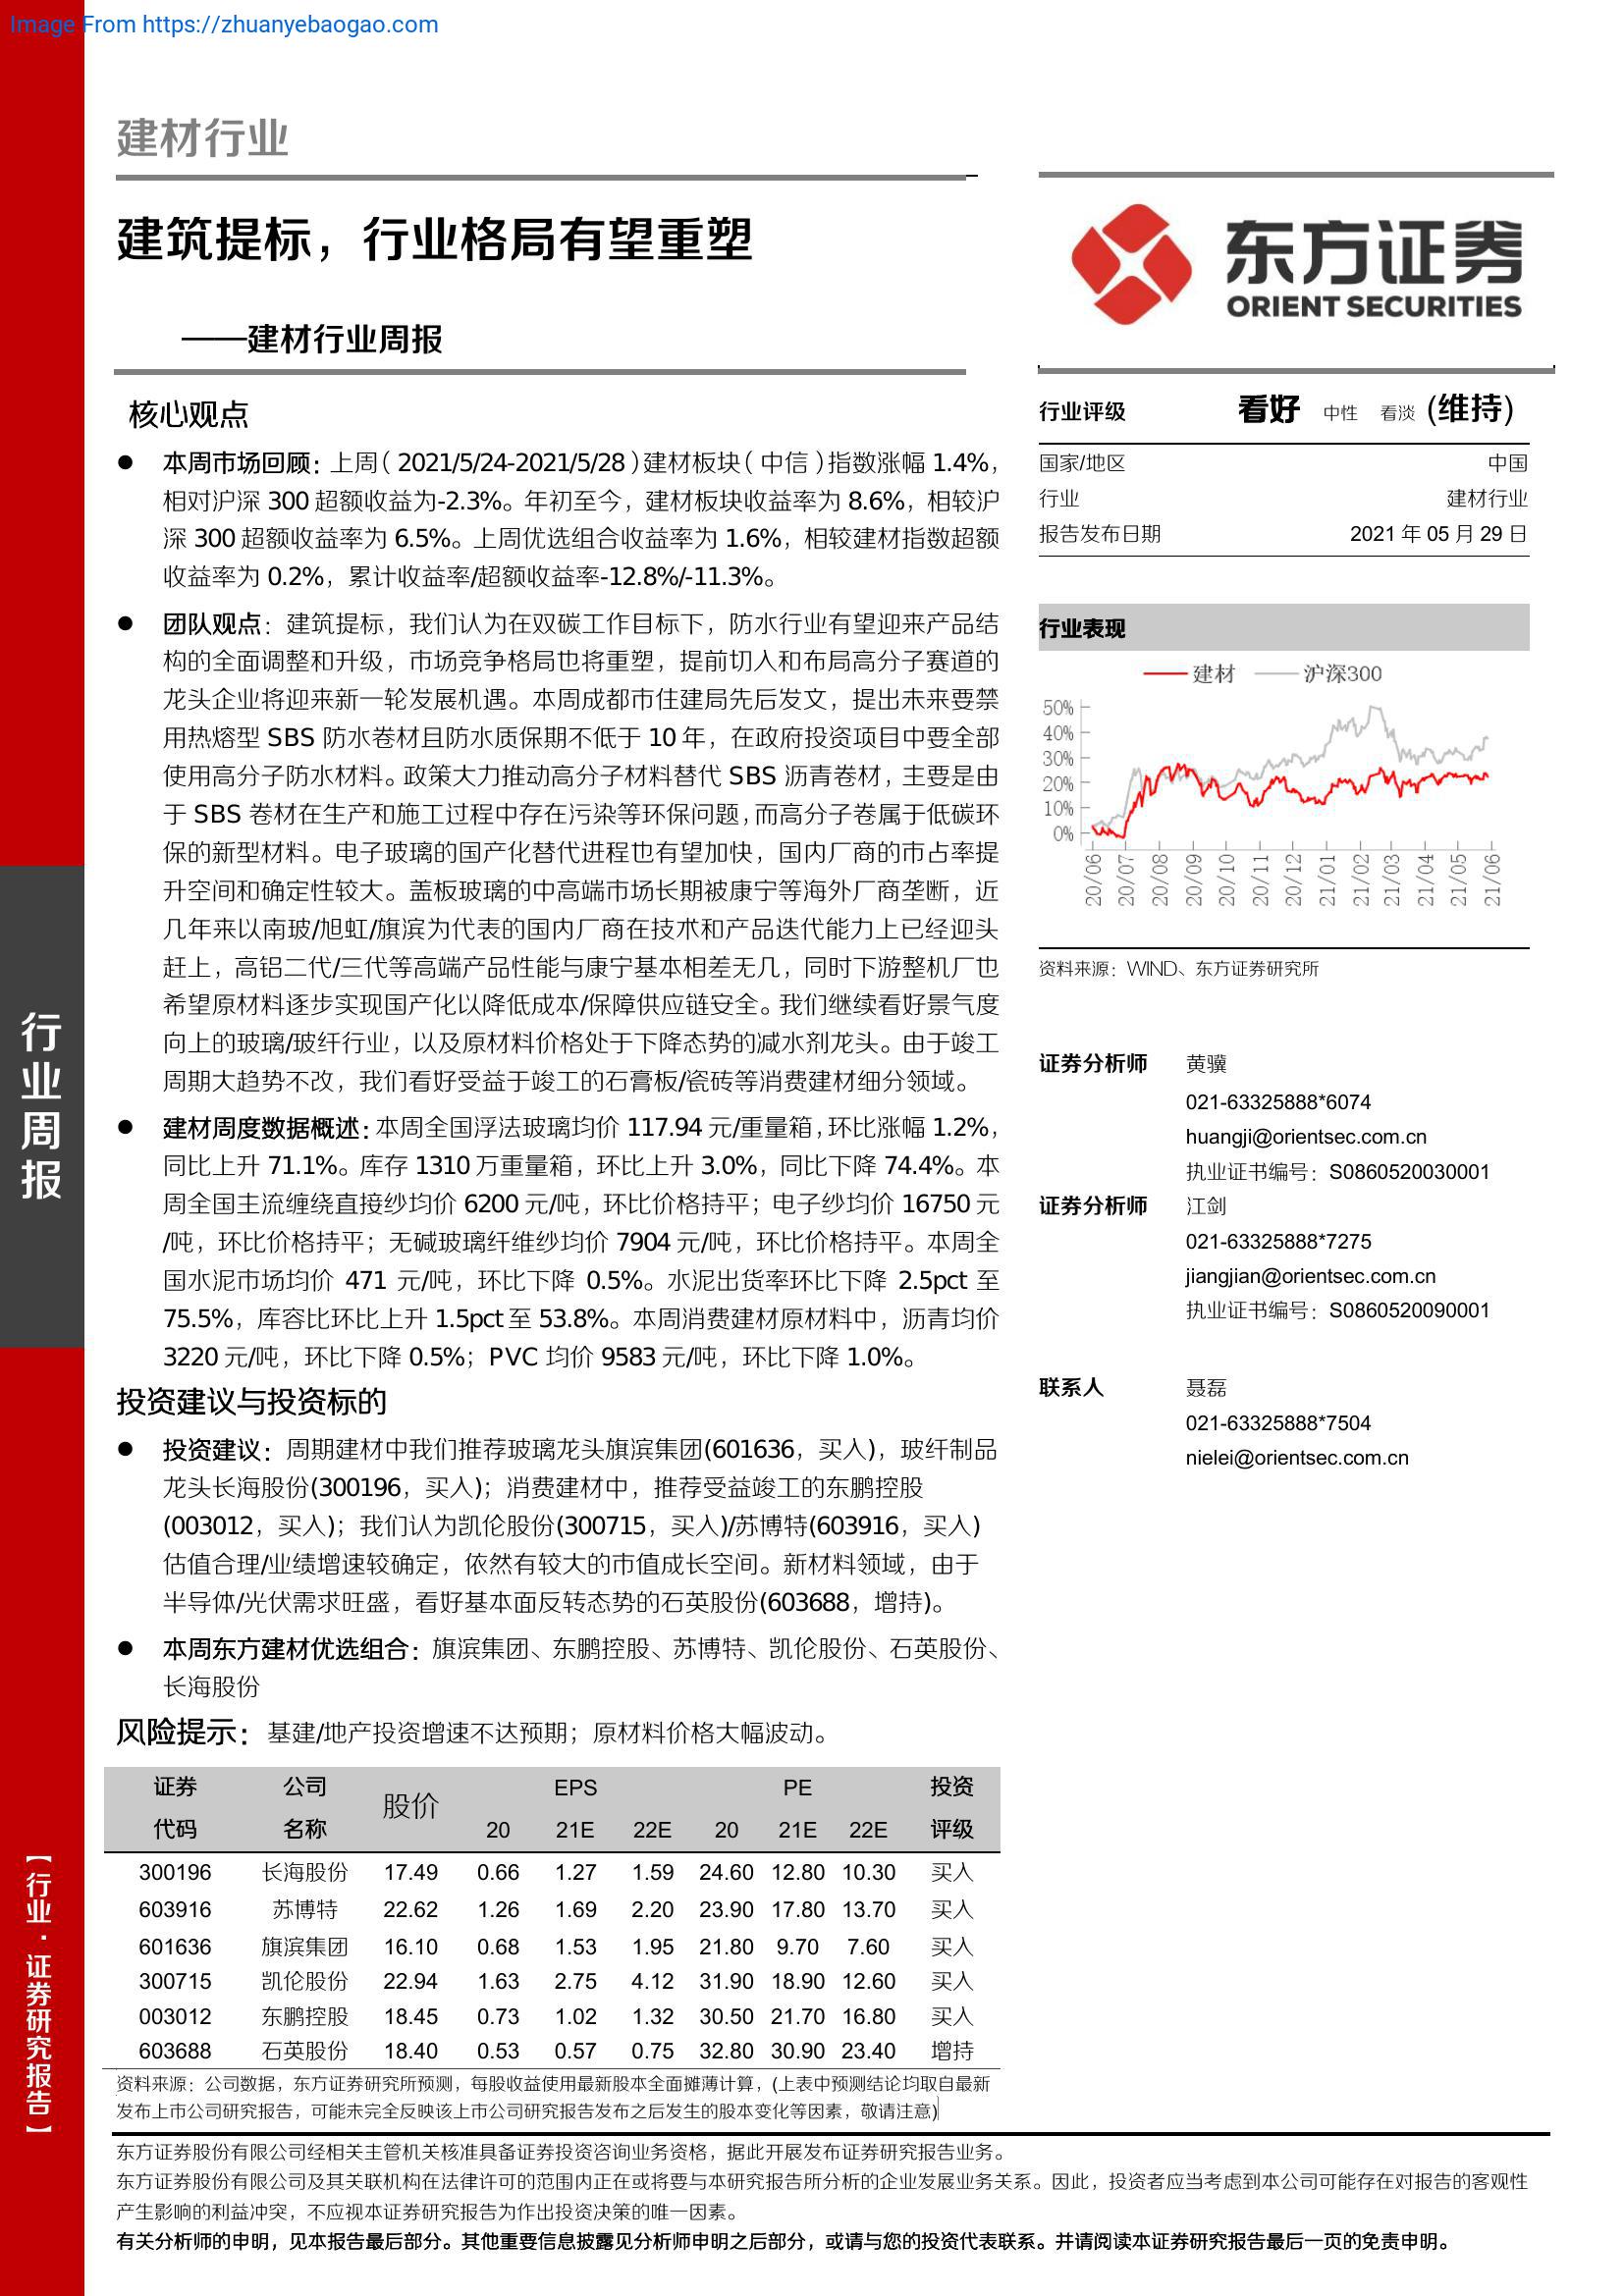 Image From https://zhuanyebaogao.com
建材行业
建筑提标，行业格局有望重塑
——建材行业周报
核心观点
● 本周市场回顾：上周（2021/5/24-2021/5/28）建材板块（中信）指数涨幅 1.4%，
相对沪深 300 超额收益为-2.3%。年初至今，建材板块收益率为 8.6%，相较沪
深 300 超额收益率为 6.5%。上周优选组合收益率为 1.6%，相较建材指数超额
收益率为 0.2%，累计收益率/超额收益率-12.8%/-11.3%。
● 团队观点：建筑提标，我们认为在双碳工作目标下，防水行业有望迎来产品结
构的全面调整和升级，市场竞争格局也将重塑，提前切入和布局高分子赛道的
龙头企业将迎来新一轮发展机遇。本周成都市住建局先后发文，提出未来要禁
用热熔型 SBS 防水卷材且防水质保期不低于 10 年，在政府投资项目中要全部
使用高分子防水材料。政策大力推动高分子材料替代 SBS 沥青卷材，主要是由
于 SBS 卷材在生产和施工过程中存在污染等环保问题，而高分子卷属于低碳环
保的新型材料。电子玻璃的国产化替代进程也有望加快，国内厂商的市占率提
升空间和确定性较大。盖板玻璃的中高端市场长期被康宁等海外厂商垄断，近
几年来以南玻/旭虹/旗滨为代表的国内厂商在技术和产品迭代能力上已经迎头
赶上，高铝二代/三代等高端产品性能与康宁基本相差无几，同时下游整机厂也
希望原材料逐步实现国产化以降低成本/保障供应链安全。我们继续看好景气度
向上的玻璃/玻纤行业，以及原材料价格处于下降态势的减水剂龙头。由于竣工
周期大趋势不改，我们看好受益于竣工的石膏板/瓷砖等消费建材细分领域。
● 建材周度数据概述：本周全国浮法玻璃均价 117.94 元/重量箱，环比涨幅 1.2%，
同比上升 71.1%。库存 1310 万重量箱，环比上升 3.0%，同比下降 74.4%。本
周全国主流缠绕直接纱均价 6200 元/吨，环比价格持平；电子纱均价 16750 元
/吨，环比价格持平；无碱玻璃纤维纱均价 7904 元/吨，环比价格持平。本周全
国水泥市场均价 471 元/吨，环比下降 0.5%。水泥出货率环比下降 2.5pct 至
75.5%，库容比环比上升 1.5pct 至 53.8%。本周消费建材原材料中，沥青均价
3220 元/吨，环比下降 0.5%；PVC 均价 9583 元/吨，环比下降 1.0%。
投资建议与投资标的
● 投资建议：周期建材中我们推荐玻璃龙头旗滨集团(601636，买入)，玻纤制品
龙头长海股份(300196，买入)；消费建材中，推荐受益竣工的东鹏控股
(003012，买入)；我们认为凯伦股份(300715，买入)/苏博特(603916，买入)
估值合理/业绩增速较确定，依然有较大的市值成长空间。新材料领域，由于
半导体/光伏需求旺盛，看好基本面反转态势的石英股份(603688，增持)。
● 本周东方建材优选组合：旗滨集团、东鹏控股、苏博特、凯伦股份、石英股份、
长海股份
风险提示：基建/地产投资增速不达预期；原材料价格大幅波动。
证券 公司 股价 EPS PE 投资
代码 名称 20 21E 22E 20 21E 22E 评级
300196 长海股份 17.49 0.66 1.27 1.59 24.60 12.80 10.30 买入
603916 苏博特 22.62 1.26 1.69 2.20 23.90 17.80 13.70 买入
601636 旗滨集团 16.10 0.68 1.53 1.95 21.80 9.70 7.60 买入
300715 凯伦股份 22.94 1.63 2.75 4.12 31.90 18.90 12.60 买入
003012 东鹏控股 18.45 0.73 1.02 1.32 30.50 21.70 16.80 买入
603688 石英股份 18.40 0.53 0.57 0.75 32.80 30.90 23.40 增持
资料来源：公司数据，东方证券研究所预测，每股收益使用最新股本全面摊薄计算，(上表中预测结论均取自最新
发布上市公司研究报告，可能未完全反映该上市公司研究报告发布之后发生的股本变化等因素，敬请注意)
东方证券
ORIENT SECURITIES
行业评级 看好 中性 看淡 (维持)
国家/地区 中国
行业 建材行业
报告发布日期 2021 年 05 月 29 日
行业表现
建材 沪深300
50%
40%
30%
20%
10%
0%
20/06 20/07 20/08 20/09 20/10 20/11 20/12 21/01 21/02 21/03 21/04 21/05 21/06
资料来源：WIND、东方证券研究所
证券分析师 黄骥
021-63325888*6074
huangji@orientsec.com.cn
执业证书编号：S0860520030001
证券分析师 江剑
021-63325888*7275
jiangjian@orientsec.com.cn
执业证书编号：S0860520090001
联系人 聂磊
021-63325888*7504
nielei@orientsec.com.cn
行业周报
【行业·证券研究报告】
东方证券股份有限公司经相关主管机关核准具备证券投资咨询业务资格，据此开展发布证券研究报告业务。
东方证券股份有限公司及其关联机构在法律许可的范围内正在或将要与本研究报告所分析的企业发展业务关系。因此，投资者应当考虑到本公司可能存在对报告的客观性
产生影响的利益冲突，不应视本证券研究报告为作出投资决策的唯一因素。
有关分析师的申明，见本报告最后部分。其他重要信息披露见分析师申明之后部分，或请与您的投资代表联系。并请阅读本证券研究报告最后一页的免责申明。